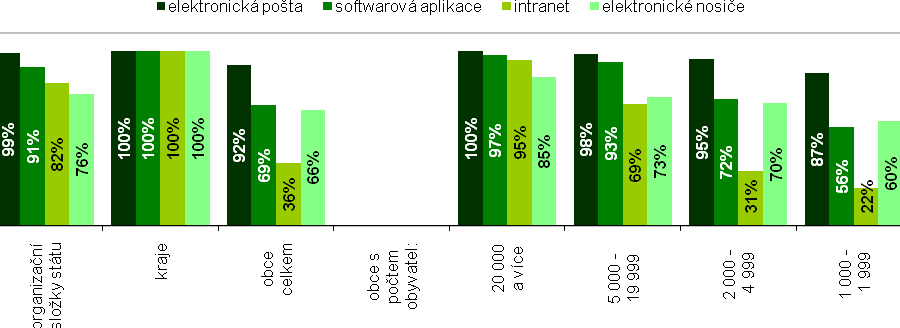 elektronická pošta softwarová aplikace intranet elektronické nosiče
99% 91% 82% 76% 100% 100% 100% 100% 92% 69% 36% 66% 100% 97% 95% 85% 98% 93% 69% 73% 95% 72% 31% 70% 87% 56% 22% 60%
organizační
složky státu
kraje
obce
celkem
obce s
počtem
obyvatel:
20 000
a více
5 000 -
19 999
2 000 -
4 999
1 000 -
1 999